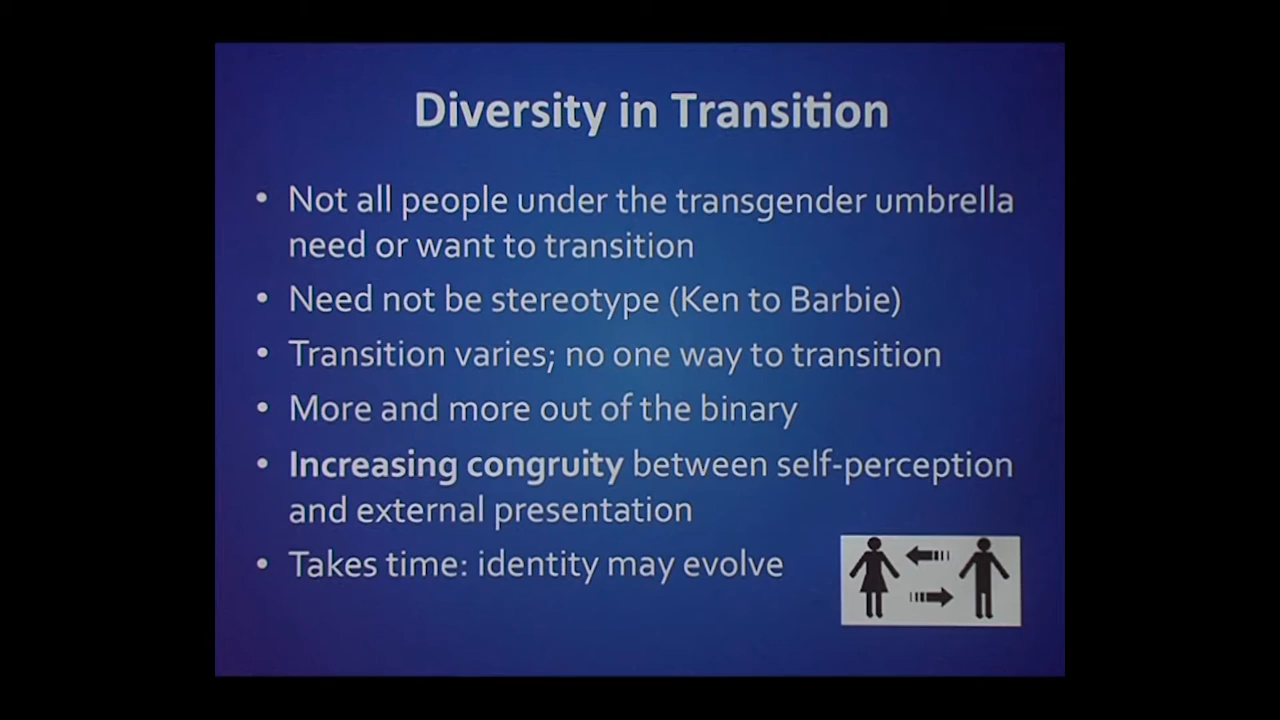 Diversity in Transition
• Not all people under the transgender umbrella
need or want to transition
• Need not be stereotype (Ken to Barbie)
• Transition varies; no one way to transition
• More and more out of the binary
• Increasing congruity between self-perception
and external presentation
• Takes time: identity may evolve